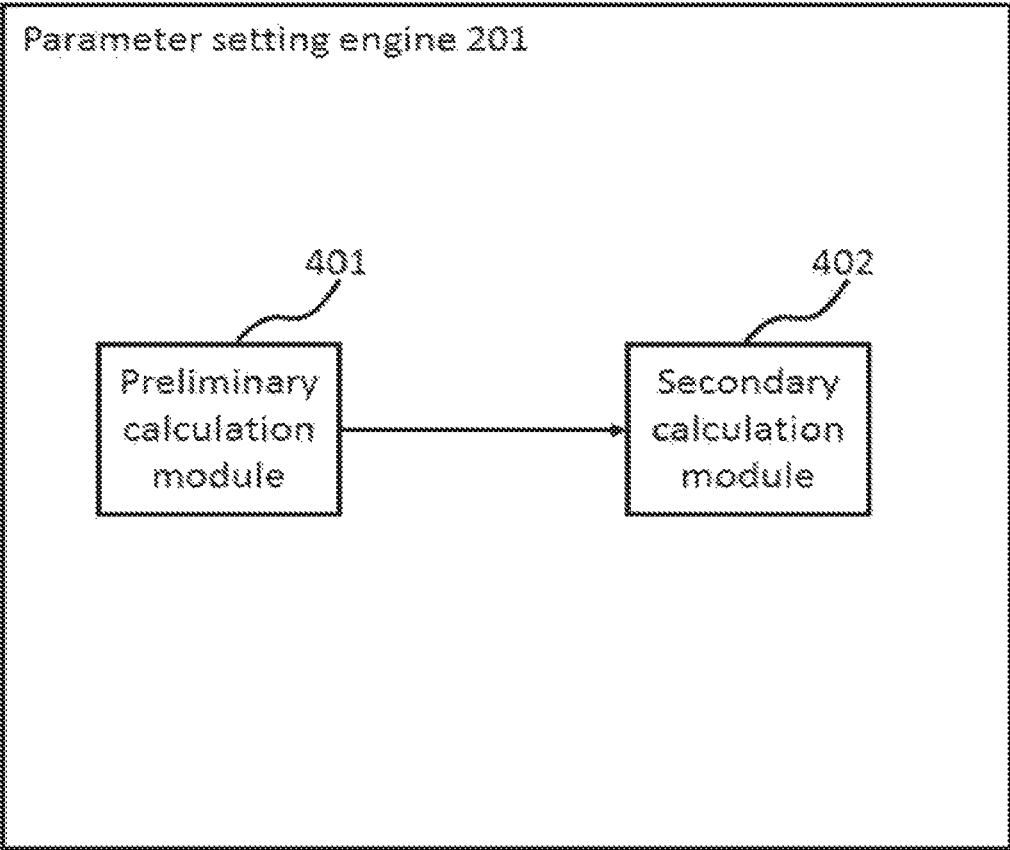 Parameter setting engine 201
401
402
Preliminary
calculation
module
Secondary
calculation
module